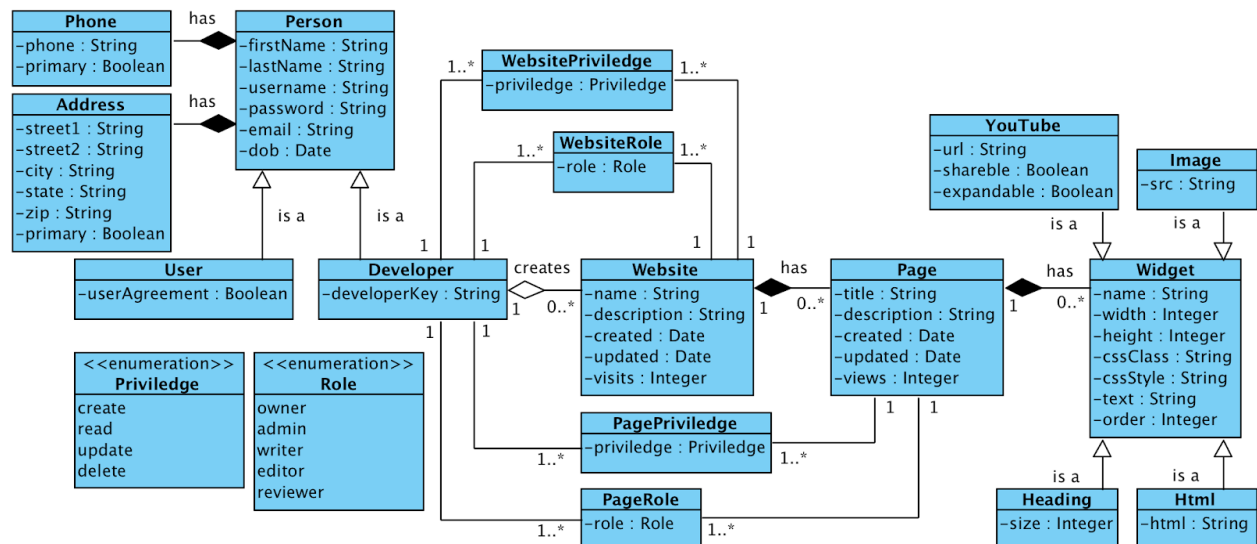 Phone
-phone : String
-primary : Boolean
has
Person
-firstName : String
-lastName : String
-username : String
-password : String
-email : String
-dob : Date
Address
-street1 : String
-street2 : String
-city : String
-state : String
-zip : String
-primary : Boolean
has
is a
is a
User
-userAgreement : Boolean
Developer
-developerKey : String
1
1
1
1
1
creates
0..*
WebsitePriviledge
-priviledge : Priviledge
1..*
1..*
WebsiteRole
-role : Role
1..*
1..*
1
1
Website
-name : String
-description : String
-created : Date
-updated : Date
-visits : Integer
has
1
0..*
Page
-title : String
-description : String
-created : Date
-updated : Date
-views : Integer
1
1
has
1
0..*
YouTube
-url : String
-shareble : Boolean
-expandable : Boolean
is a
Image
-src : String
is a
Widget
-name : String
-width : Integer
-height : Integer
-cssClass : String
-cssStyle : String
-text : String
-order : Integer
is a
is a
Heading
-size : Integer
Html
-html : String
<<enumeration>>
Priviledge
create
read
update
delete
<<enumeration>>
Role
owner
admin
writer
editor
reviewer
PagePriviledge
-priviledge : Priviledge
1..*
1..*
PageRole
-role : Role
1..*
1..*